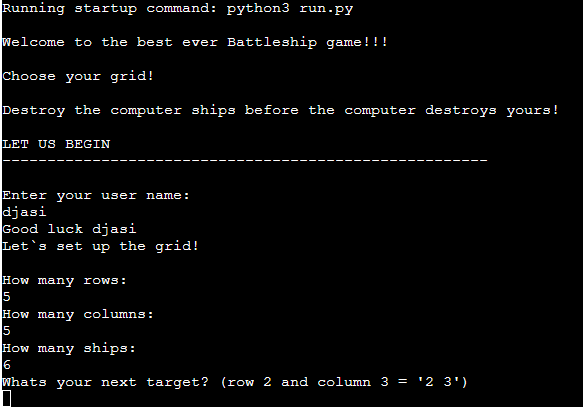 Running startup command: python3 run.py
Welcome to the best ever Battleship game!!!
Choose your grid!
Destroy the computer ships before the computer destroys yours!
LET US BEGIN
------------------------------------------------------
Enter your user name:
djasi
Good luck djasi
Let`s set up the grid!
How many rows:
5
How many columns:
5
How many ships:
6
Whats your next target? (row 2 and column 3 = '2 3')